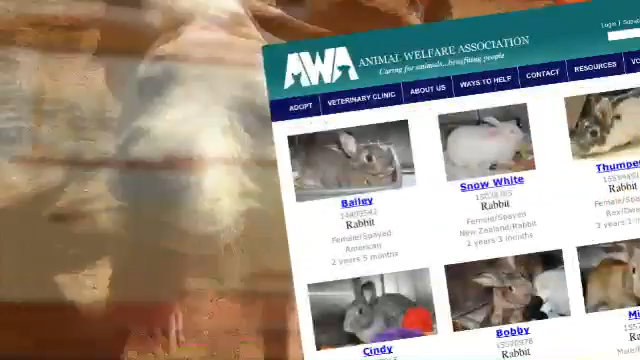 Login | 
AWA ANIMAL WELFARE ASSOCIATION
Caring for animals...benefiting people
ADOPT VETERINARY CLINIC ABOUT US WAYS TO HELP CONTACT RESOURCES
Bailey
Rabbit
Female/Spayed
American
2 years 5 months
Snow White
Rabbit
Female/Spayed
New Zealand/Rabbit
2 years 3 months
Thumper
Rabbit
Cindy
Bobby
15570978
Rabbit